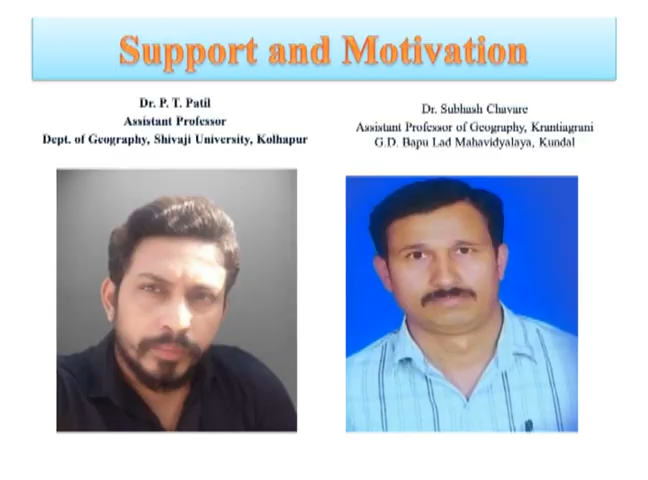 Support and Motivation
Dr. P. T. Patil
Assistant Professor
Dept. of Geography, Shivaji University, Kolhapur
Dr. Subhash Chavare
Assistant Professor of Geography, Krantiagrani
G.D. Bapu Lad Mahavidyalaya, Kundal